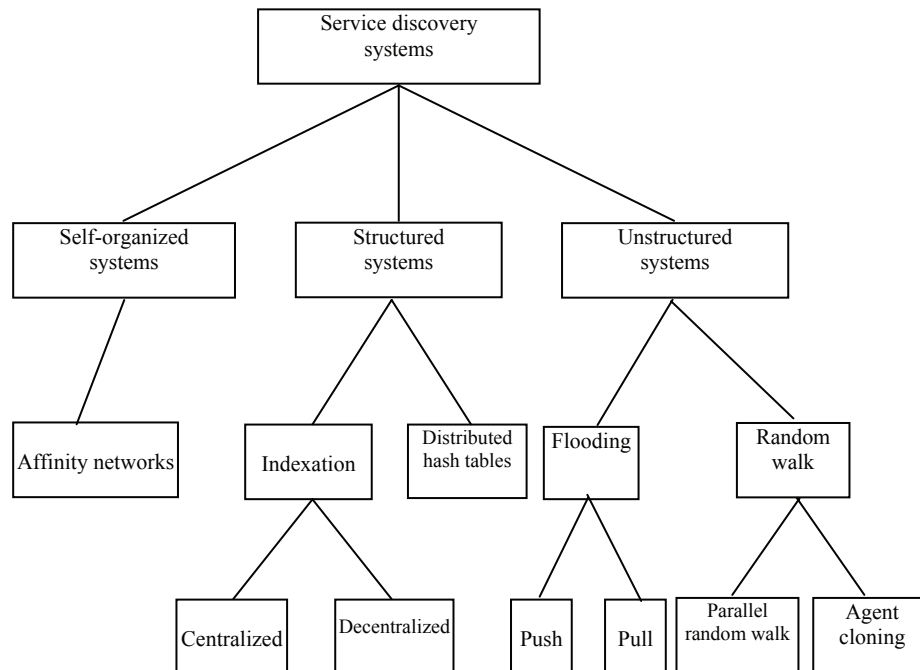 Service discovery
systems
Self-organized
systems
Structured
systems
Unstructured
systems
Affinity networks
Indexation
Distributed
hash tables
Flooding
Random
walk
Centralized
Decentralized
Push
Pull
Parallel
random walk
Agent
cloning